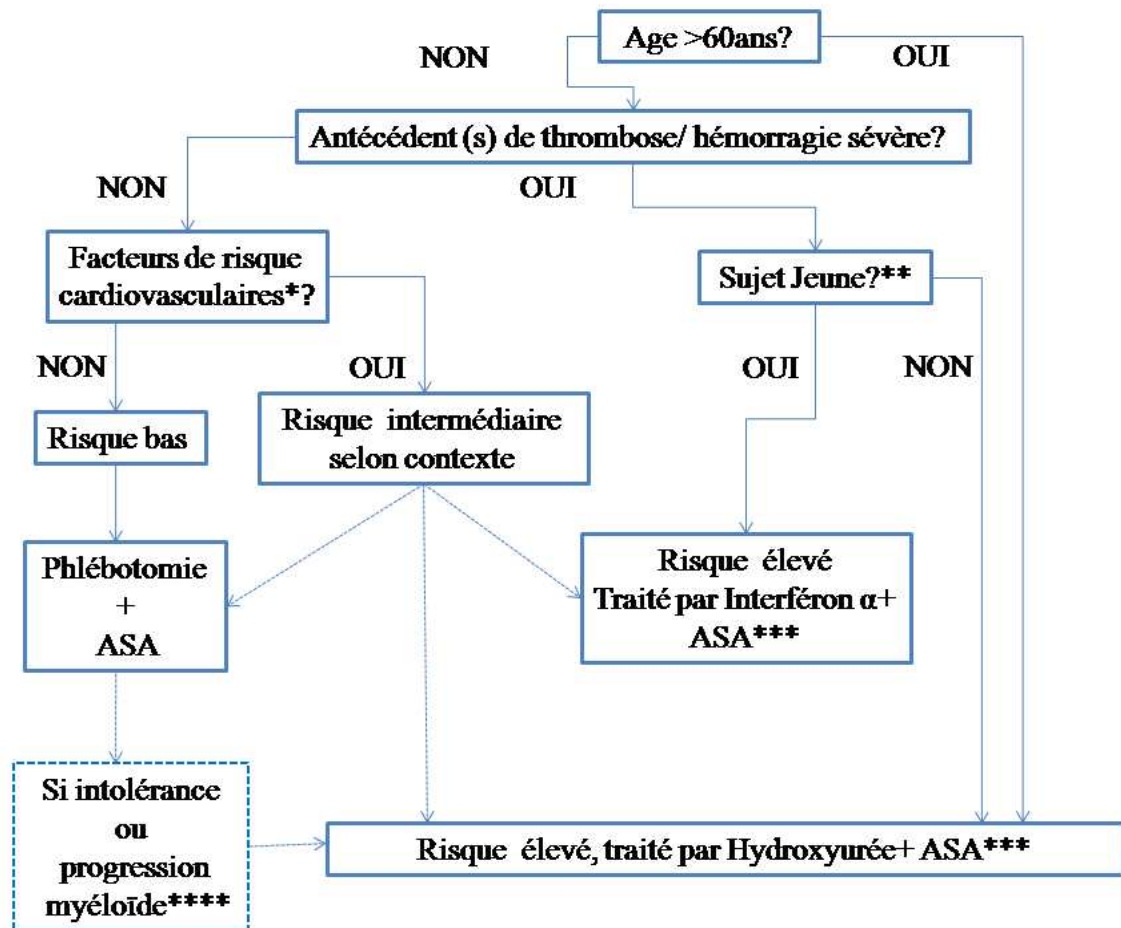 Age >60ans?
NON
OUI
Antécédent (s) de thrombose/ hémorragie sévère?
NON
OUI
Facteurs de risque
cardiovasculaires*?
Sujet Jeune?**
NON
OUI
OUI
NON
Risque bas
Risque intermédiaire
selon contexte
Phlébotomie
+
ASA
Risque élevé
Traité par Interféron α+
ASA***
Si intolérance
ou
progression
myéloïde****
Risque élevé, traité par Hydroxyurée+ ASA***